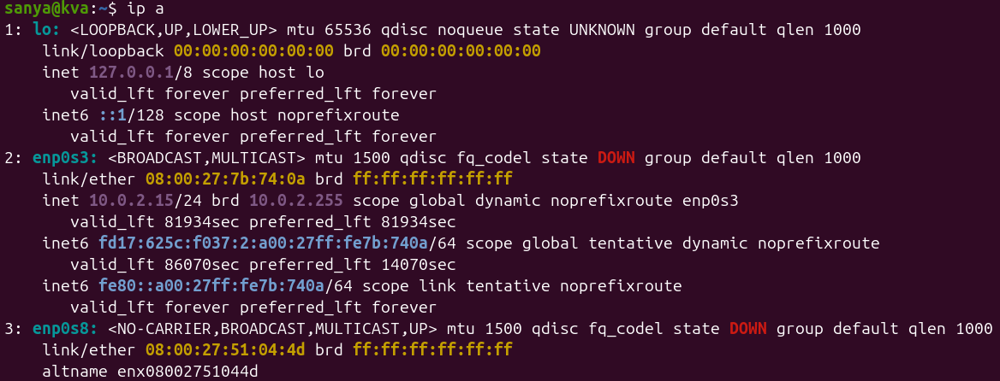 sanya@kva:~$ ip a
1: lo: <LOOPBACK,UP,LOWER_UP> mtu 65536 qdisc noqueue state UNKNOWN group default qlen 1000
    link/loopback 00:00:00:00:00:00 brd 00:00:00:00:00:00
    inet 127.0.0.1/8 scope host lo
       valid_lft forever preferred_lft forever
    inet6 ::1/128 scope host noprefixroute
       valid_lft forever preferred_lft forever
2: enp0s3: <BROADCAST,MULTICAST> mtu 1500 qdisc fq_codel state DOWN group default qlen 1000
    link/ether 08:00:27:7b:74:0a brd ff:ff:ff:ff:ff:ff
    inet 10.0.2.15/24 brd 10.0.2.255 scope global dynamic noprefixroute enp0s3
       valid_lft 81934sec preferred_lft 81934sec
    inet6 fd17:625c:f037:2:a00:27ff:fe7b:740a/64 scope global tentative dynamic noprefixroute
       valid_lft 86070sec preferred_lft 14070sec
    inet6 fe80::a00:27ff:fe7b:740a/64 scope link tentative noprefixroute
       valid_lft forever preferred_lft forever
3: enp0s8: <NO-CARRIER,BROADCAST,MULTICAST,UP> mtu 1500 qdisc fq_codel state DOWN group default qlen 1000
    link/ether 08:00:27:51:04:4d brd ff:ff:ff:ff:ff:ff
    altname enx08002751044d